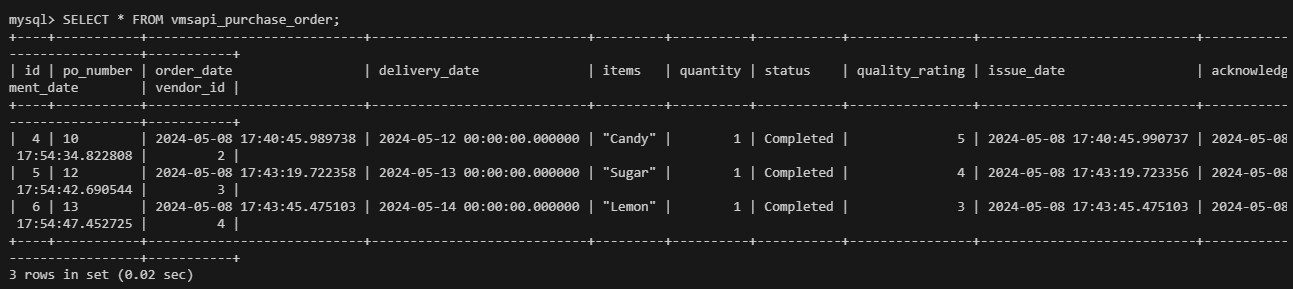 mysql> SELECT * FROM vmsapi_purchase_order;
+----+-----------+----------------------------+----------------------------+---------+----------+-----------+----------------+----------------------------+-----------
-----------------+-----------+
| id | po_number | order_date                 | delivery_date              | items   | quantity | status    | quality_rating | issue_date                 | acknowledg
ment_date        | vendor_id |
+----+-----------+----------------------------+----------------------------+---------+----------+-----------+----------------+----------------------------+-----------
-----------------+-----------+
|  4 | 10        | 2024-05-08 17:40:45.989738 | 2024-05-12 00:00:00.000000 | "Candy" |        1 | Completed |              5 | 2024-05-08 17:40:45.990737 | 2024-05-08
 17:54:34.822808 |         2 |
|  5 | 12        | 2024-05-08 17:43:19.722358 | 2024-05-13 00:00:00.000000 | "Sugar" |        1 | Completed |              4 | 2024-05-08 17:43:19.723356 | 2024-05-08
 17:54:42.690544 |         3 |
|  6 | 13        | 2024-05-08 17:43:45.475103 | 2024-05-14 00:00:00.000000 | "Lemon" |        1 | Completed |              3 | 2024-05-08 17:43:45.475103 | 2024-05-08
 17:54:47.452725 |         4 |
+----+-----------+----------------------------+----------------------------+---------+----------+-----------+----------------+----------------------------+-----------
-----------------+-----------+
3 rows in set (0.02 sec)